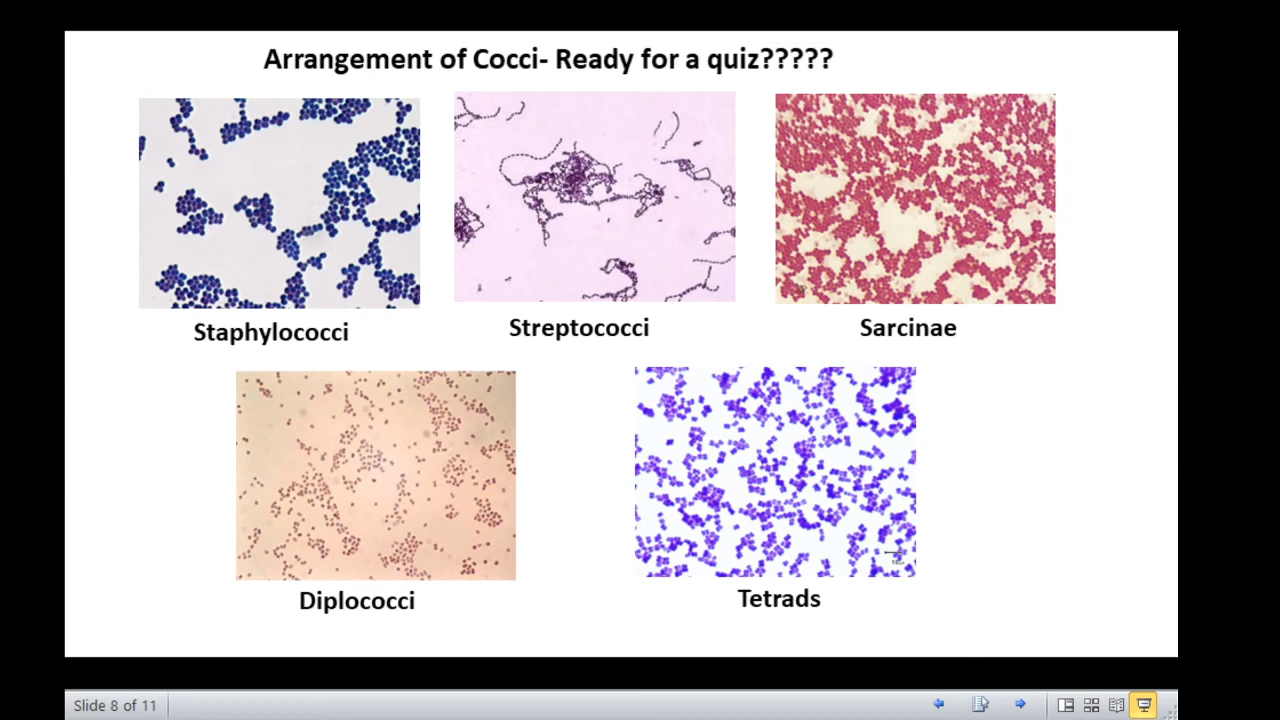 Arrangement of Cocci- Ready for a quiz?????
Staphylococci
Streptococci
Sarcinae
Diplococci
Tetrads
Slide 8 of 11